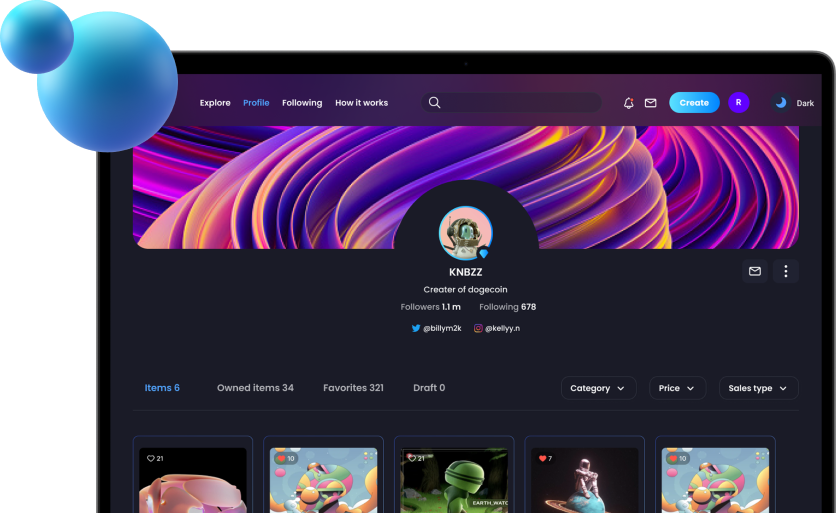 Explore Profile Following How it works Create R Dark
KNBZZ
Creater of dogecoin
Followers 1.1 m Following 678
@billym2k @kellyy.n
Items 6 Owned items 34 Favorites 321 Draft 0 Category Price Sales type
21 10 21 7 10
EARTH_WATC